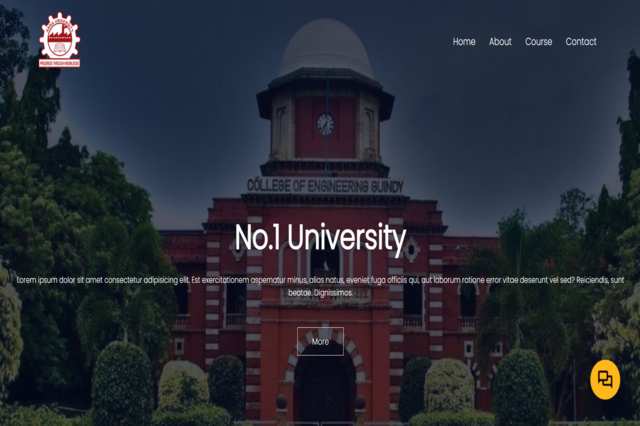 PROGRESS THROUGH KNOWLEDGE
Home About Course Contact
COLLEGE OF ENGINEERING GUINDY
No.1 University
Lorem ipsum dolor sit amet consectetur adipisicing elit. Est exercitationem aspernatur minus, alias natus, eveniet fuga officiis qui, aut laborum ratione error vitae deserunt vel sed? Reiciendis, sunt
beatae. Dignissimos.
More